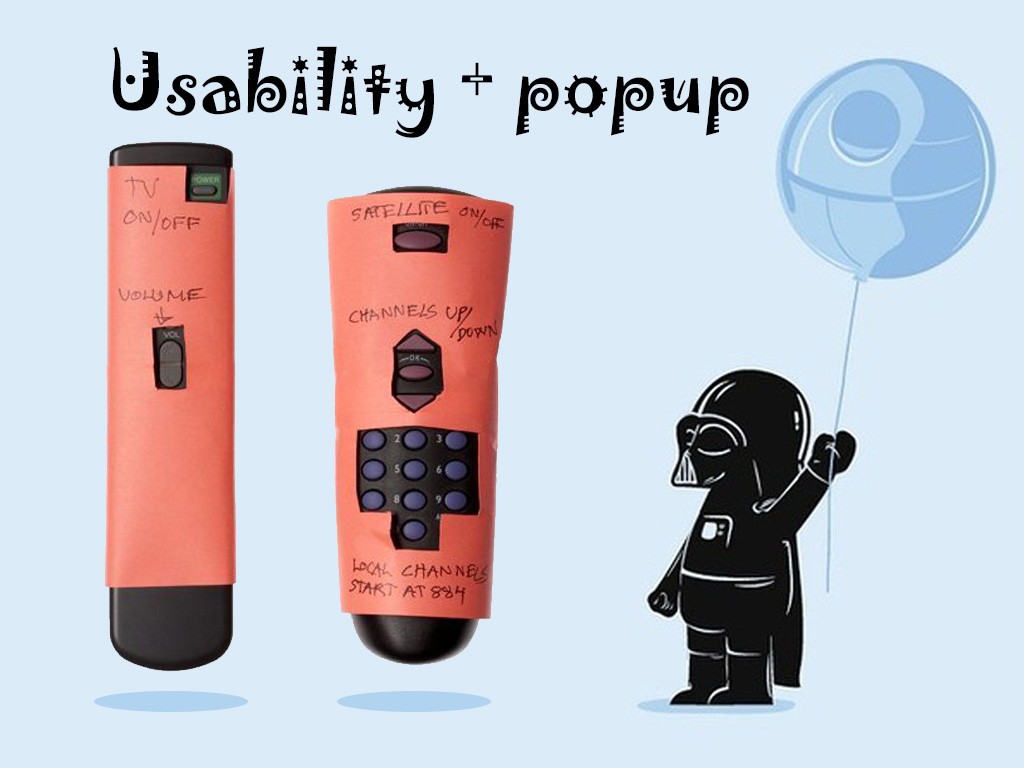 Usability + popup
TV
POWER
ON/OFF
VOLUME
VOL
SATELLITE ON/OFF
CHANNELS UP/
DOWN
OK
2 3
5 6
8 9
LOCAL CHANNELS
START AT 884